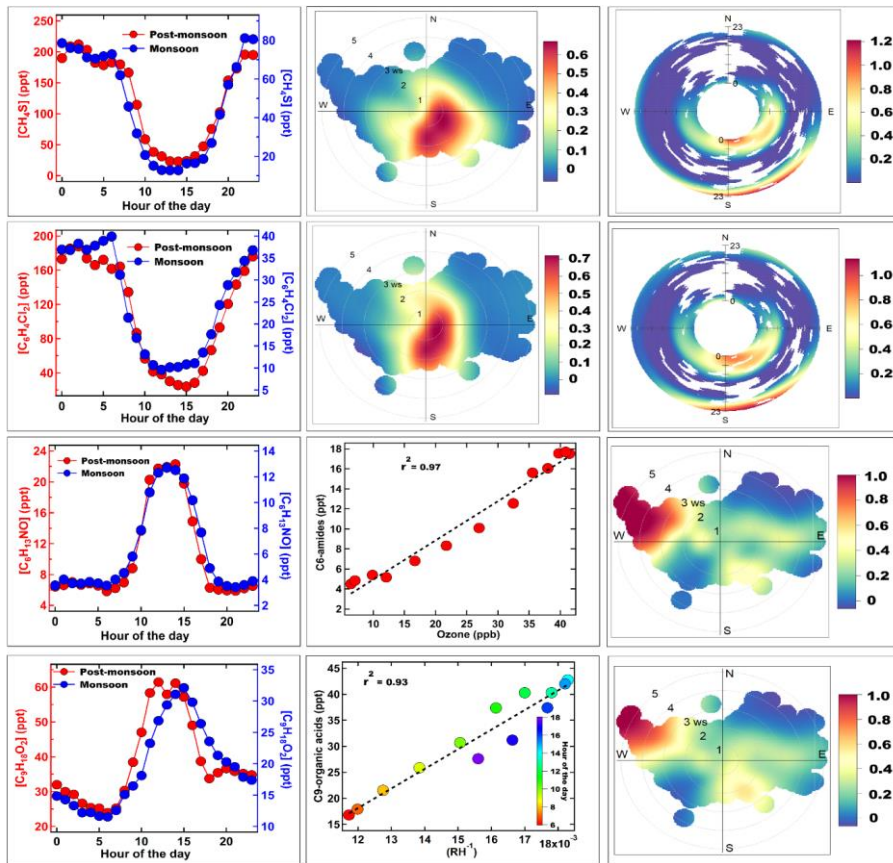 250
200
150
100
50
0
[CH₄S] (ppt)
Post-monsoon
Monsoon
80
60
40
20
[CH₄S] (ppt)
0 5 10 15 20
Hour of the day
N
5
4
3 ws
2
1
W
E
S
0.6
0.5
0.4
0.3
0.2
0.1
0
N
23
0
W
E
0
23
S
1.2
1.0
0.8
0.6
0.4
0.2
200
160
120
80
40
[C₆H₄Cl₂] (ppt)
Post-monsoon
Monsoon
40
35
30
25
20
15
10
5
[C₆H₄Cl₂] (ppt)
0 5 10 15 20
Hour of the day
N
5
4
3 ws
2
1
W
E
S
0.7
0.6
0.5
0.4
0.3
0.2
0.1
0
N
23
0
W
E
0
23
S
1.0
0.8
0.6
0.4
0.2
24
20
16
12
8
4
[C₆H₁₃NO] (ppt)
Post-monsoon
Monsoon
14
12
10
8
6
4
2
[C₆H₁₃NO] (ppt)
0 5 10 15 20
Hour of the day
18
16
14
12
10
8
6
4
2
C6-amides (ppt)
r² = 0.97
10 20 30 40
Ozone (ppb)
N
5
4
3 ws
2
1
W
E
S
1.0
0.8
0.6
0.4
0.2
0
60
50
40
30
20
[C₉H₁₈O₂] (ppt)
Post-monsoon
Monsoon
35
30
25
20
15
10
[C₉H₁₈O₂] (ppt)
0 5 10 15 20
Hour of the day
45
40
35
30
25
20
15
C9-organic acids (ppt)
r² = 0.93
18
16
14
12
10
8
6
Hour of the day
12 13 14 15 16 17 18x10⁻³
(RH⁻¹)
N
5
4
3 ws
2
1
W
E
S
1.0
0.8
0.6
0.4
0.2
0